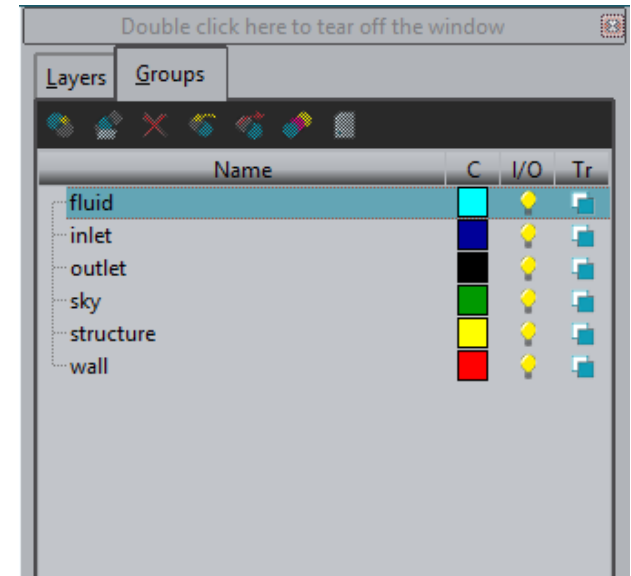 Double click here to tear off the window
Layers Groups
Name C I/O Tr
fluid
inlet
outlet
sky
structure
wall